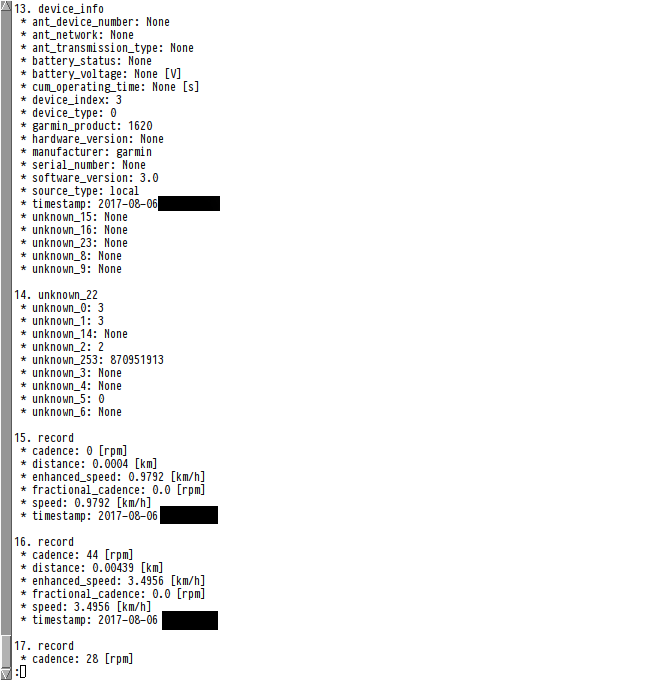 13. device_info
* ant_device_number: None
* ant_network: None
* ant_transmission_type: None
* battery_status: None
* battery_voltage: None [V]
* cum_operating_time: None [s]
* device_index: 3
* device_type: 0
* garmin_product: 1620
* hardware_version: None
* manufacturer: garmin
* serial_number: None
* software_version: 3.0
* source_type: local
* timestamp: 2017-08-06
* unknown_15: None
* unknown_16: None
* unknown_23: None
* unknown_8: None
* unknown_9: None
14. unknown_22
* unknown_0: 3
* unknown_1: 3
* unknown_14: None
* unknown_2: 2
* unknown_253: 870951913
* unknown_3: None
* unknown_4: None
* unknown_5: 0
* unknown_6: None
15. record
* cadence: 0 [rpm]
* distance: 0.0004 [km]
* enhanced_speed: 0.9792 [km/h]
* fractional_cadence: 0.0 [rpm]
* speed: 0.9792 [km/h]
* timestamp: 2017-08-06
16. record
* cadence: 44 [rpm]
* distance: 0.00439 [km]
* enhanced_speed: 3.4956 [km/h]
* fractional_cadence: 0.0 [rpm]
* speed: 3.4956 [km/h]
* timestamp: 2017-08-06
17. record
* cadence: 28 [rpm]
: